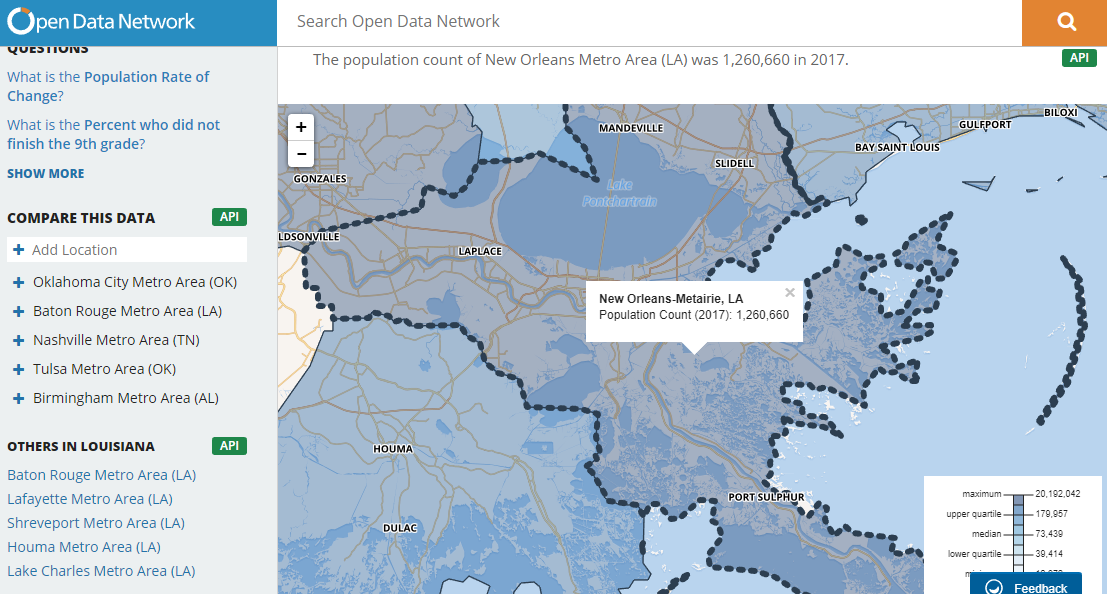 Open Data Network
Search Open Data Network
QUESTIONS
What is the Population Rate of
Change?
What is the Percent who did not
finish the 9th grade?
SHOW MORE
COMPARE THIS DATA
API
+ Add Location
+ Oklahoma City Metro Area (OK)
+ Baton Rouge Metro Area (LA)
+ Nashville Metro Area (TN)
+ Tulsa Metro Area (OK)
+ Birmingham Metro Area (AL)
OTHERS IN LOUISIANA
API
Baton Rouge Metro Area (LA)
Lafayette Metro Area (LA)
Shreveport Metro Area (LA)
Houma Metro Area (LA)
Lake Charles Metro Area (LA)
The population count of New Orleans Metro Area (LA) was 1,260,660 in 2017.
API
+
−
MANDEVILLE
BILOXI
GULFPORT
BAY SAINT LOUIS
SLIDELL
GONZALES
Lake
Pontchartrain
LDSONVILLE
LAPLACE
New Orleans-Metairie, LA
×
Population Count (2017): 1,260,660
HOUMA
PORT SULPHUR
DULAC
maximum 20,192,042
upper quartile 179,957
median 73,439
lower quartile 39,414
Feedback